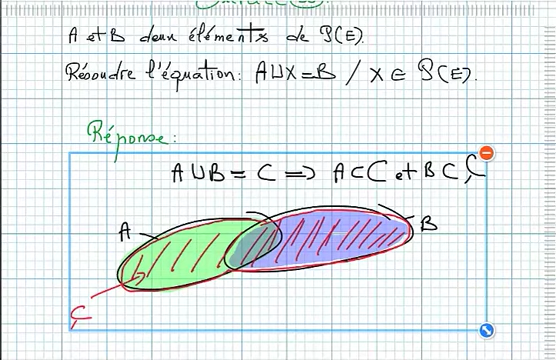 A et B deux éléments de P(E).
Résoudre l'équation: A∪X=B / X ∈ P(E).
Réponse:
A∪B = C ⟹ A⊂C et B⊂C
A
B
C